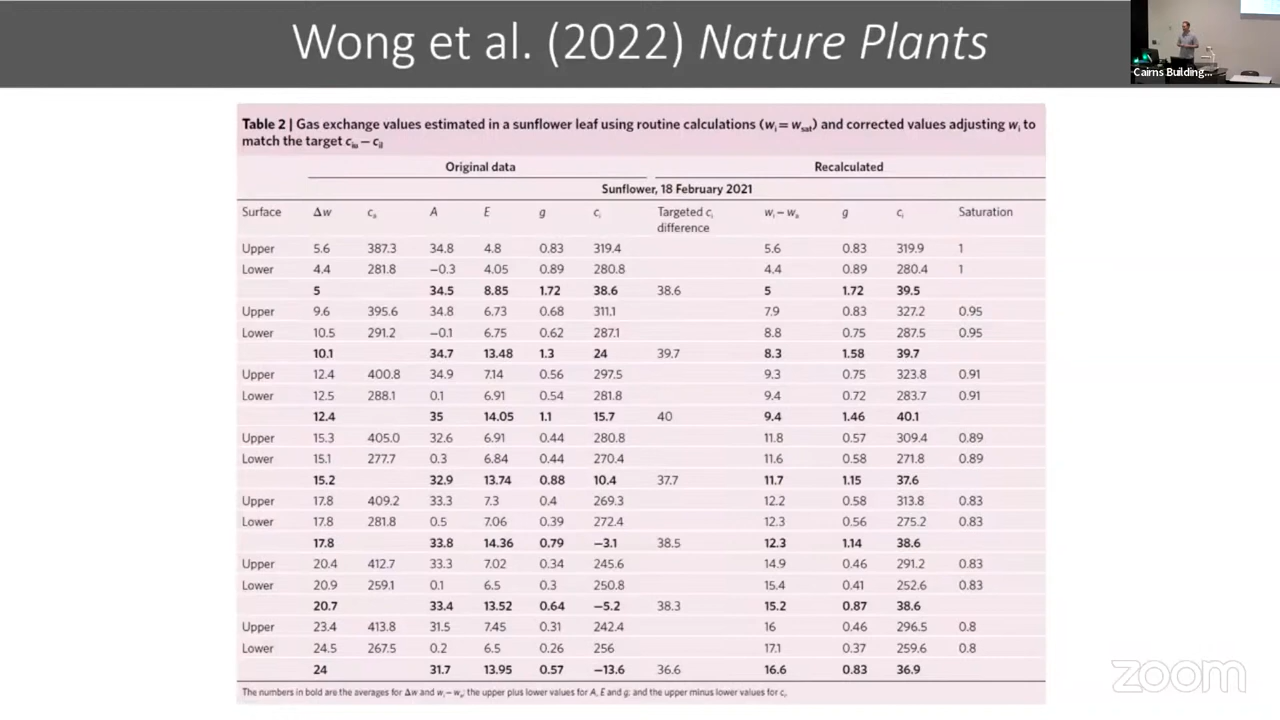 Wong et al. (2022) Nature Plants
Cairns Building...
Table 2 | Gas exchange values estimated in a sunflower leaf using routine calculations (wi = wsat) and corrected values adjusting wi to
match the target ciu – cil
Original data Recalculated
Sunflower, 18 February 2021
Surface Δw ca A E g ci Targeted ci wi – wa g ci Saturation
difference
Upper 5.6 387.3 34.8 4.8 0.83 319.4 5.6 0.83 319.9 1
Lower 4.4 281.8 −0.3 4.05 0.89 280.8 4.4 0.89 280.4 1
5 34.5 8.85 1.72 38.6 38.6 5 1.72 39.5
Upper 9.6 395.6 34.8 6.73 0.68 311.1 7.9 0.83 327.2 0.95
Lower 10.5 291.2 −0.1 6.75 0.62 287.1 8.8 0.75 287.5 0.95
10.1 34.7 13.48 1.3 24 39.7 8.3 1.58 39.7
Upper 12.4 400.8 34.9 7.14 0.56 297.5 9.3 0.75 323.8 0.91
Lower 12.5 288.1 0.1 6.91 0.54 281.8 9.4 0.72 283.7 0.91
12.4 35 14.05 1.1 15.7 40 9.4 1.46 40.1
Upper 15.3 405.0 32.6 6.91 0.44 280.8 11.8 0.57 309.4 0.89
Lower 15.1 277.7 0.3 6.84 0.44 270.4 11.6 0.58 271.8 0.89
15.2 32.9 13.74 0.88 10.4 37.7 11.7 1.15 37.6
Upper 17.8 409.2 33.3 7.3 0.4 269.3 12.2 0.58 313.8 0.83
Lower 17.8 281.8 0.5 7.06 0.39 272.4 12.3 0.56 275.2 0.83
17.8 33.8 14.36 0.79 −3.1 38.5 12.3 1.14 38.6
Upper 20.4 412.7 33.3 7.02 0.34 245.6 14.9 0.46 291.2 0.83
Lower 20.9 259.1 0.1 6.5 0.3 250.8 15.4 0.41 252.6 0.83
20.7 33.4 13.52 0.64 −5.2 38.3 15.2 0.87 38.6
Upper 23.4 413.8 31.5 7.45 0.31 242.4 16 0.46 296.5 0.8
Lower 24.5 267.5 0.2 6.5 0.26 256 17.1 0.37 259.6 0.8
24 31.7 13.95 0.57 −13.6 36.6 16.6 0.83 36.9
The numbers in bold are the averages for Δw and wi – wa; the upper plus lower values for A, E and g; and the upper minus lower values for ci.
zoom